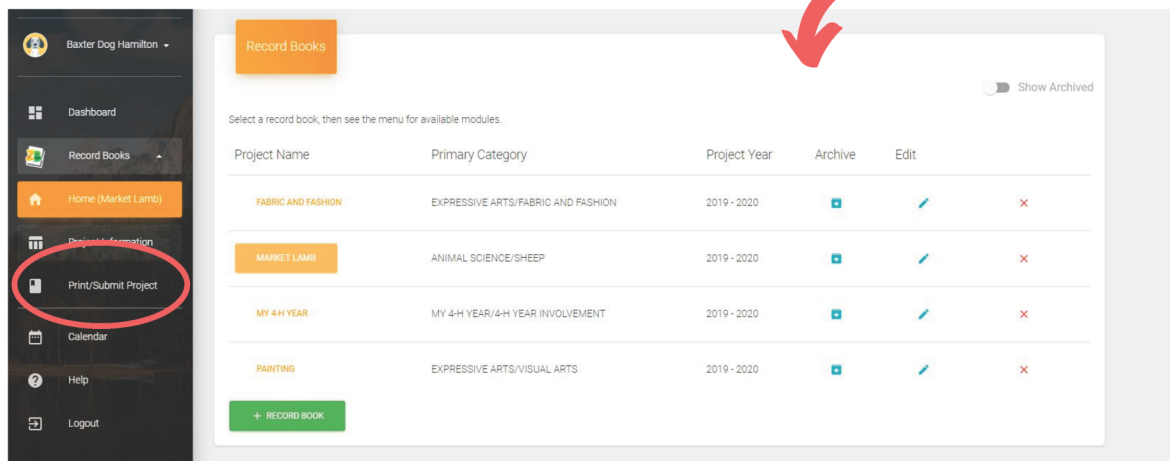 Baxter Dog Hamilton
Dashboard
Record Books
Home (Market Lamb)
Project Information
Print/Submit Project
Calendar
Help
Logout
Record Books
Show Archived
Select a record book, then see the menu for available modules.
Project Name Primary Category Project Year Archive Edit
FABRIC AND FASHION EXPRESSIVE ARTS/FABRIC AND FASHION 2019 - 2020
MARKET LAMB ANIMAL SCIENCE/SHEEP 2019 - 2020
MY 4-H YEAR MY 4-H YEAR/4-H YEAR INVOLVEMENT 2019 - 2020
PAINTING EXPRESSIVE ARTS/VISUAL ARTS 2019 - 2020
+ RECORD BOOK